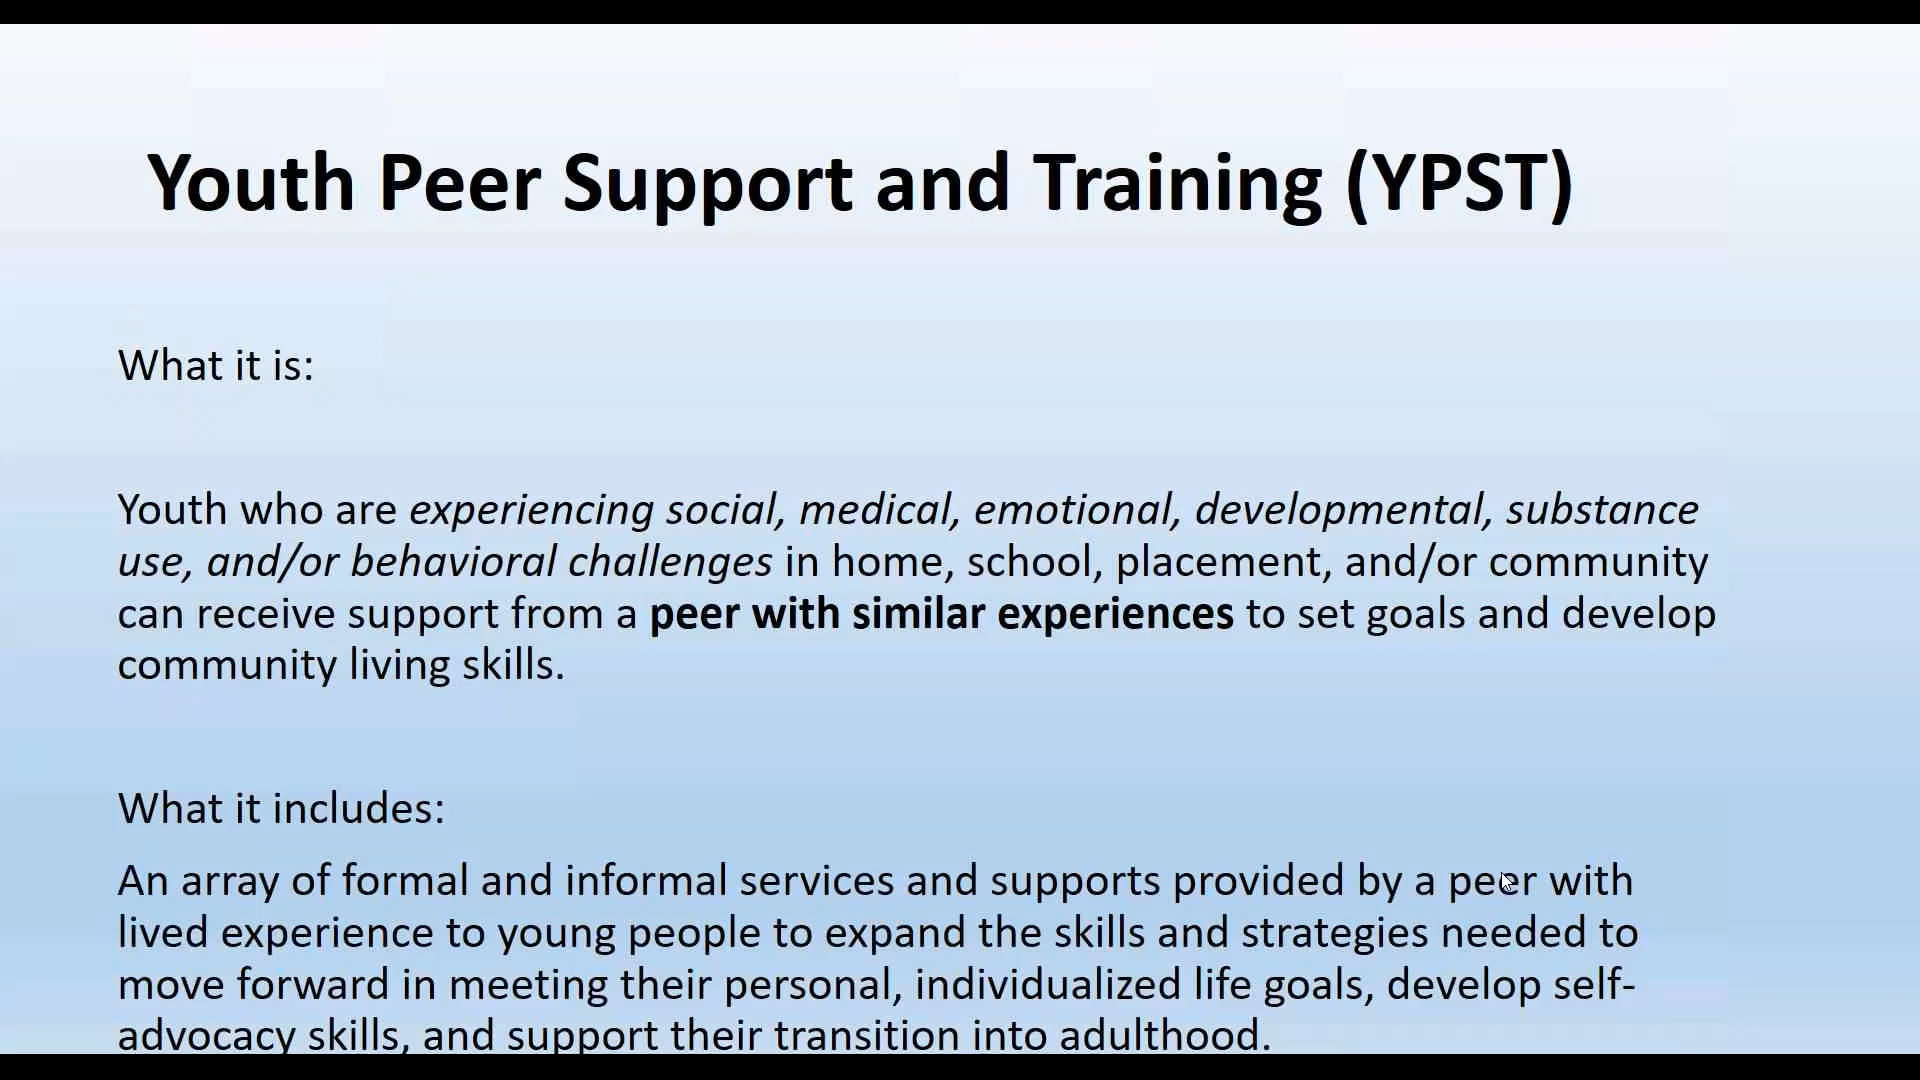 Youth Peer Support and Training (YPST)
What it is:
Youth who are experiencing social, medical, emotional, developmental, substance
use, and/or behavioral challenges in home, school, placement, and/or community
can receive support from a peer with similar experiences to set goals and develop
community living skills.
What it includes:
An array of formal and informal services and supports provided by a peer with
lived experience to young people to expand the skills and strategies needed to
move forward in meeting their personal, individualized life goals, develop self-
advocacy skills, and support their transition into adulthood.